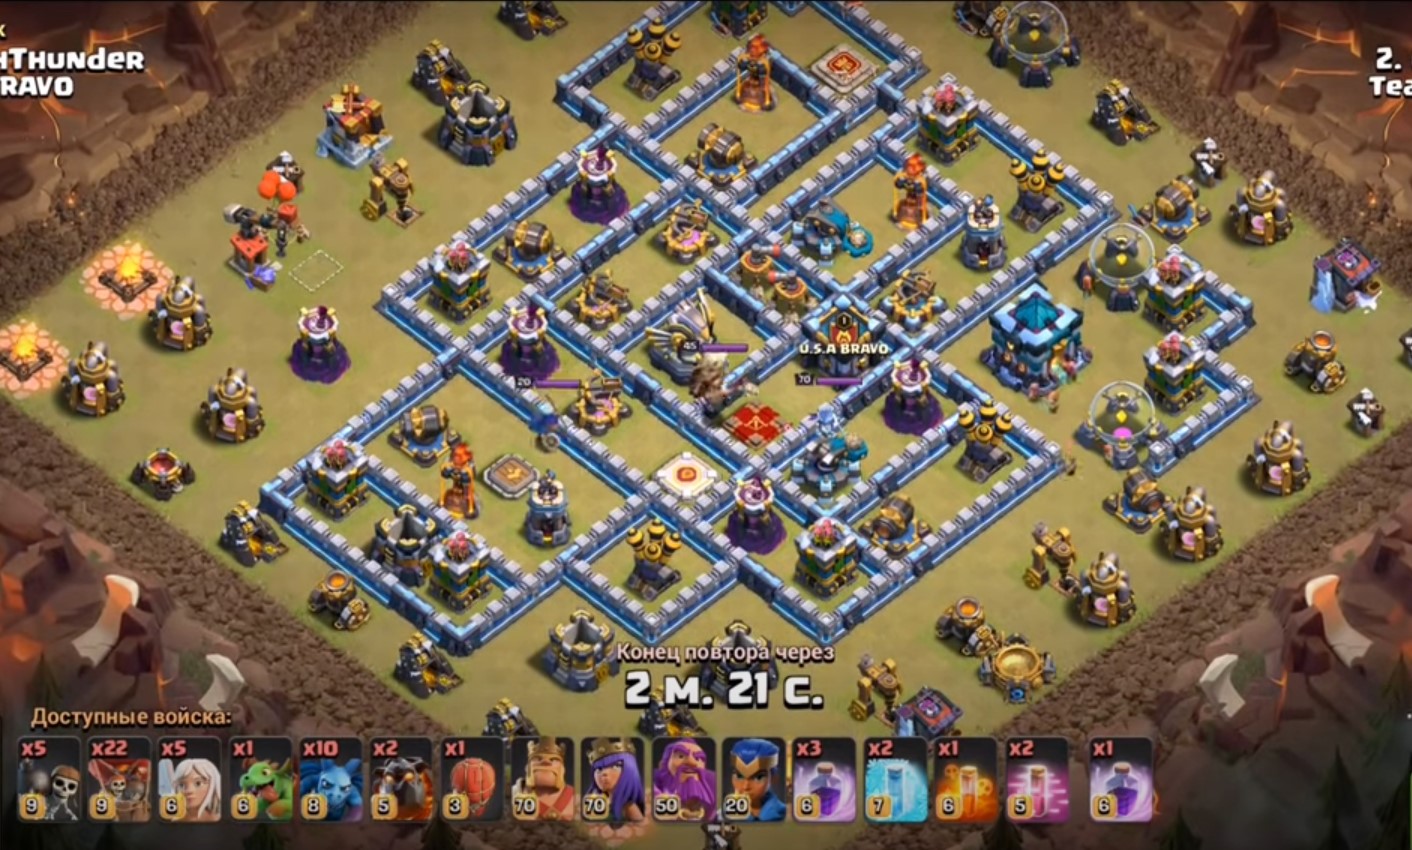 HTHUNDER
RAVO
2.
Tea
45
U.S.A BRAVO
20
70
Конец повтора через
2 м. 21 с.
Доступные войска:
x5 x22 x5 x1 x10 x2 x1 x3 x2 x1 x2 x1
9 9 6 6 8 5 3 70 70 50 20 6 7 6 5 6